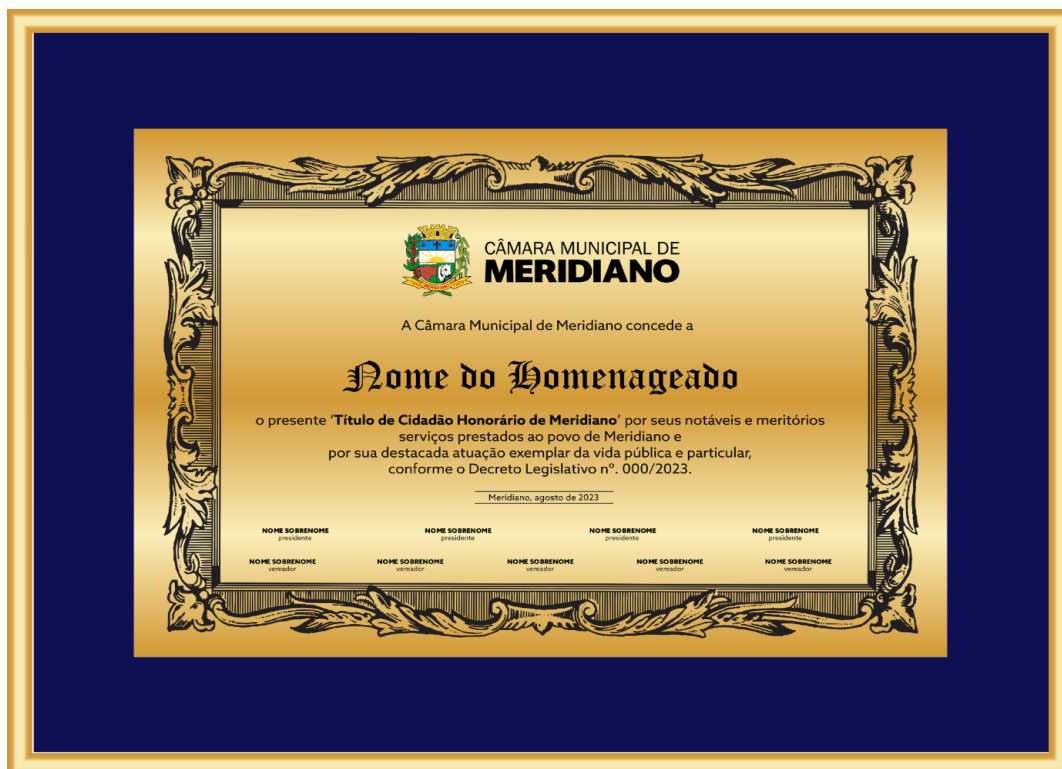 CÂMARA MUNICIPAL DE
MERIDIANO
A Câmara Municipal de Meridiano concede a
Nome do Homenageado
o presente ‘Título de Cidadão Honorário de Meridiano’ por seus notáveis e meritórios
serviços prestados ao povo de Meridiano e
por sua destacada atuação exemplar da vida pública e particular,
conforme o Decreto Legislativo nº. 000/2023.
Meridiano, agosto de 2023
NOME SOBRENOME NOME SOBRENOME NOME SOBRENOME NOME SOBRENOME
presidente presidente presidente presidente
NOME SOBRENOME NOME SOBRENOME NOME SOBRENOME NOME SOBRENOME NOME SOBRENOME
vereador vereador vereador vereador vereador